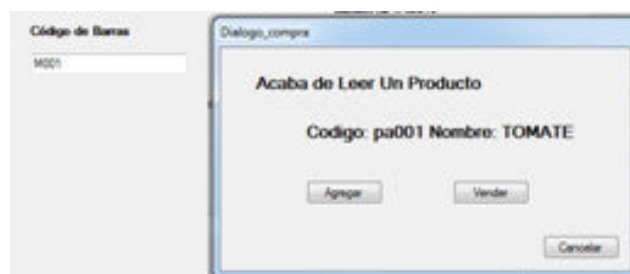 Código de Barras
M001
Dialogo_compra
Acaba de Leer Un Producto
Codigo: pa001 Nombre: TOMATE
Agregar
Vender
Cancelar